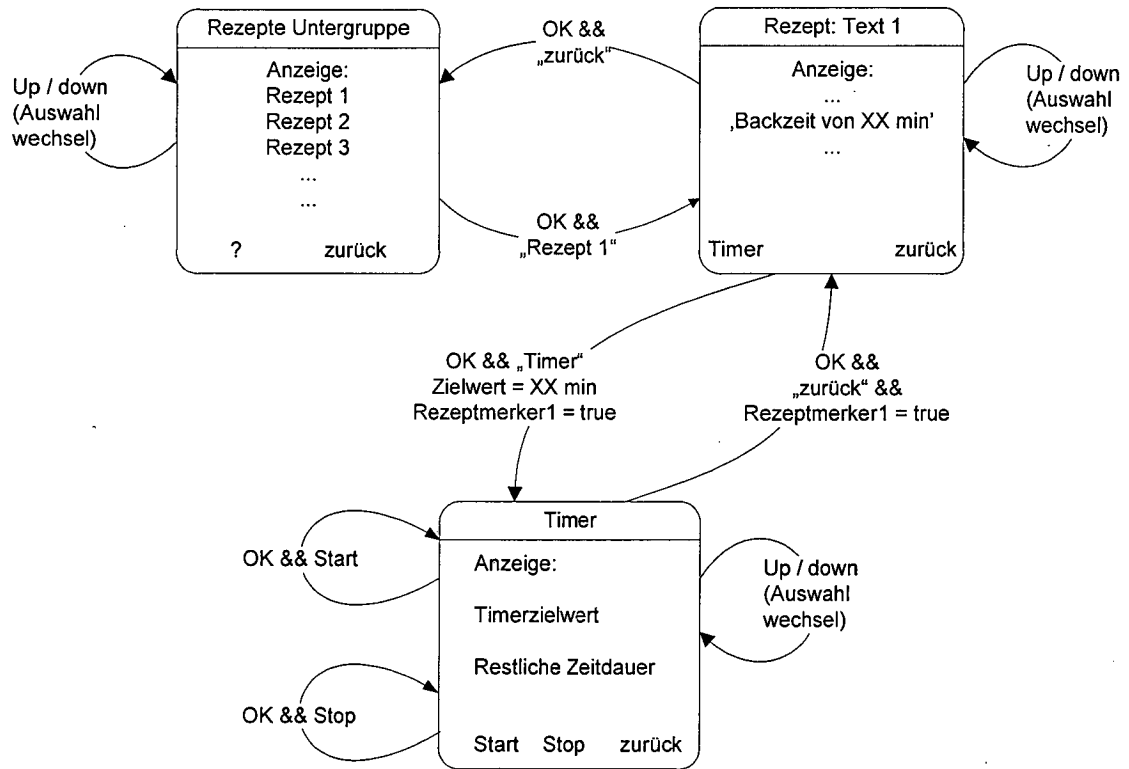 Rezepte Untergruppe
Anzeige:
Rezept 1
Rezept 2
Rezept 3
...
...
? zurück
Up / down
(Auswahl
wechsel)
OK &&
„zurück“
OK &&
„Rezept 1“
Rezept: Text 1
Anzeige:
...
‚Backzeit von XX min'
...
Timer zurück
Up / down
(Auswahl
wechsel)
OK && „Timer“
Zielwert = XX min
Rezeptmerker1 = true
OK &&
„zurück“ &&
Rezeptmerker1 = true
Timer
Anzeige:
Timerzielwert
Restliche Zeitdauer
Start Stop zurück
OK && Start
OK && Stop
Up / down
(Auswahl
wechsel)